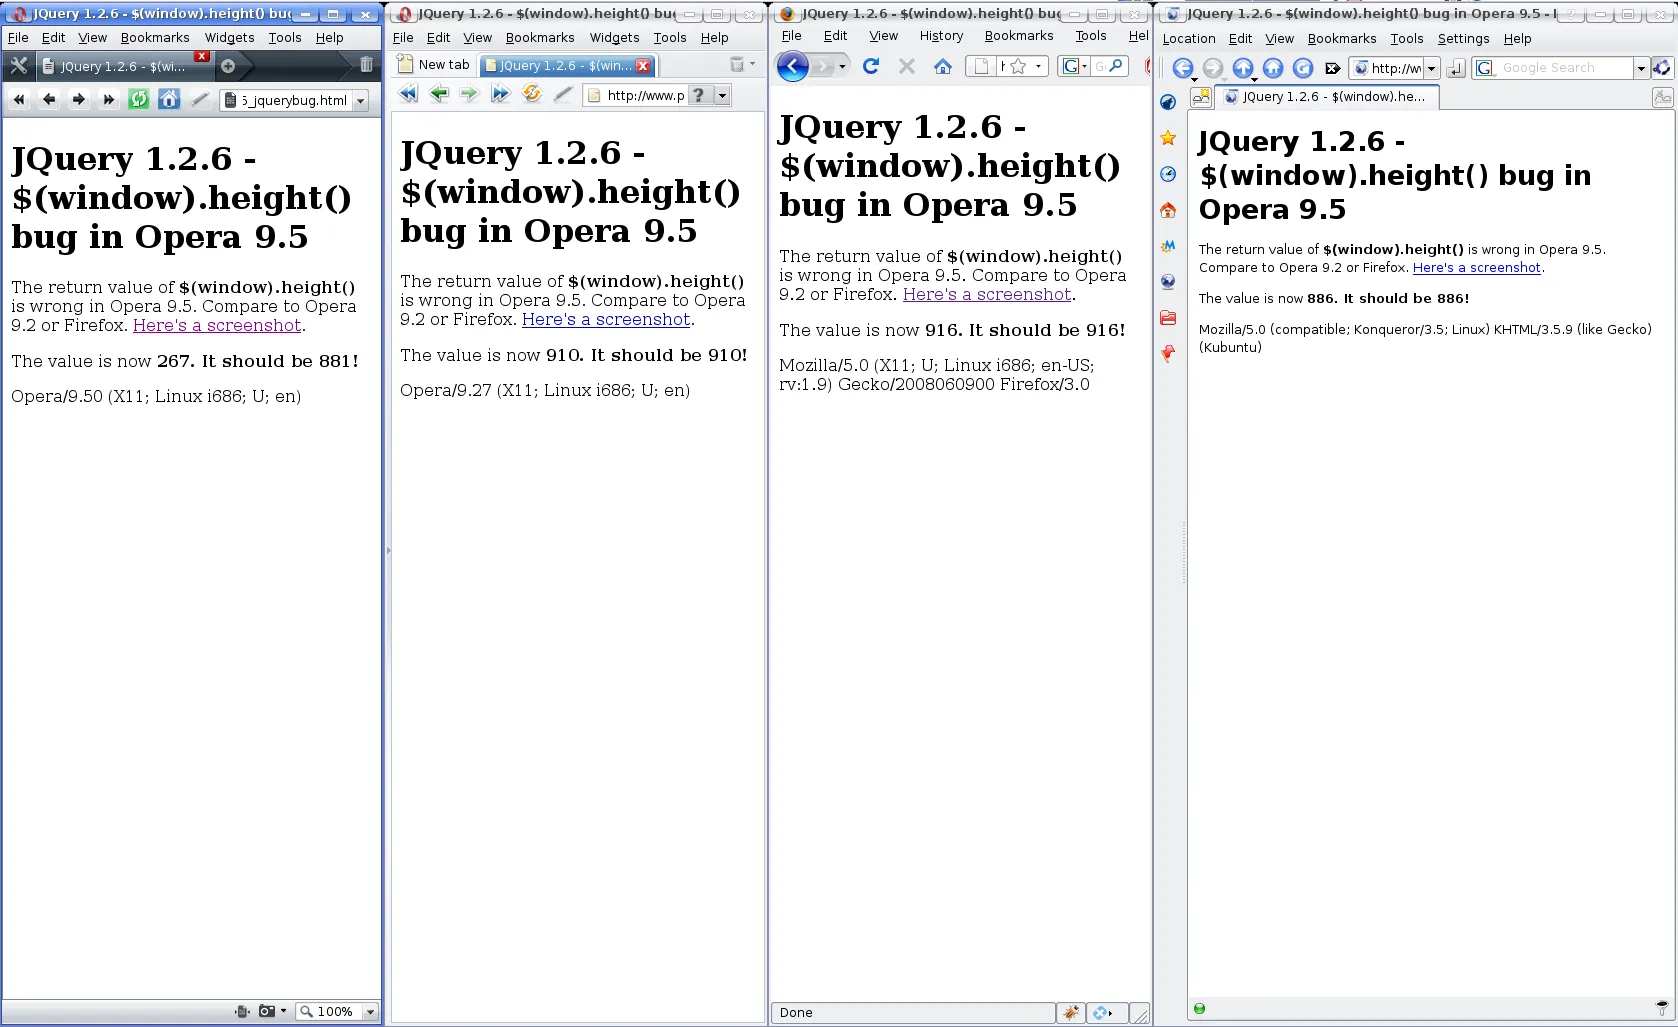 JQuery 1.2.6 - $(window).height() bug
File Edit View Bookmarks Widgets Tools Help
JQuery 1.2.6 - $(wi...
5_jquerybug.html
JQuery 1.2.6 -
$(window).height()
bug in Opera 9.5
The return value of $(window).height()
is wrong in Opera 9.5. Compare to Opera
9.2 or Firefox. Here's a screenshot.
The value is now 267. It should be 881!
Opera/9.50 (X11; Linux i686; U; en)
100%
JQuery 1.2.6 - $(window).height() bu
File Edit View Bookmarks Widgets Tools Help
New tab
JQuery 1.2.6 - $(win...
http://www.p
JQuery 1.2.6 -
$(window).height()
bug in Opera 9.5
The return value of $(window).height()
is wrong in Opera 9.5. Compare to Opera
9.2 or Firefox. Here's a screenshot.
The value is now 910. It should be 910!
Opera/9.27 (X11; Linux i686; U; en)
JQuery 1.2.6 - $(window).height() bu
File Edit View History Bookmarks Tools Hel
JQuery 1.2.6 -
$(window).height()
bug in Opera 9.5
The return value of $(window).height()
is wrong in Opera 9.5. Compare to Opera
9.2 or Firefox. Here's a screenshot.
The value is now 916. It should be 916!
Mozilla/5.0 (X11; U; Linux i686; en-US;
rv:1.9) Gecko/2008060900 Firefox/3.0
Done
JQuery 1.2.6 - $(window).height() bug in Opera 9.5 -
Location Edit View Bookmarks Tools Settings Help
http://w
Google Search
JQuery 1.2.6 - $(window).he...
JQuery 1.2.6 -
$(window).height() bug in
Opera 9.5
The return value of $(window).height() is wrong in Opera 9.5.
Compare to Opera 9.2 or Firefox. Here's a screenshot.
The value is now 886. It should be 886!
Mozilla/5.0 (compatible; Konqueror/3.5; Linux) KHTML/3.5.9 (like Gecko)
(Kubuntu)